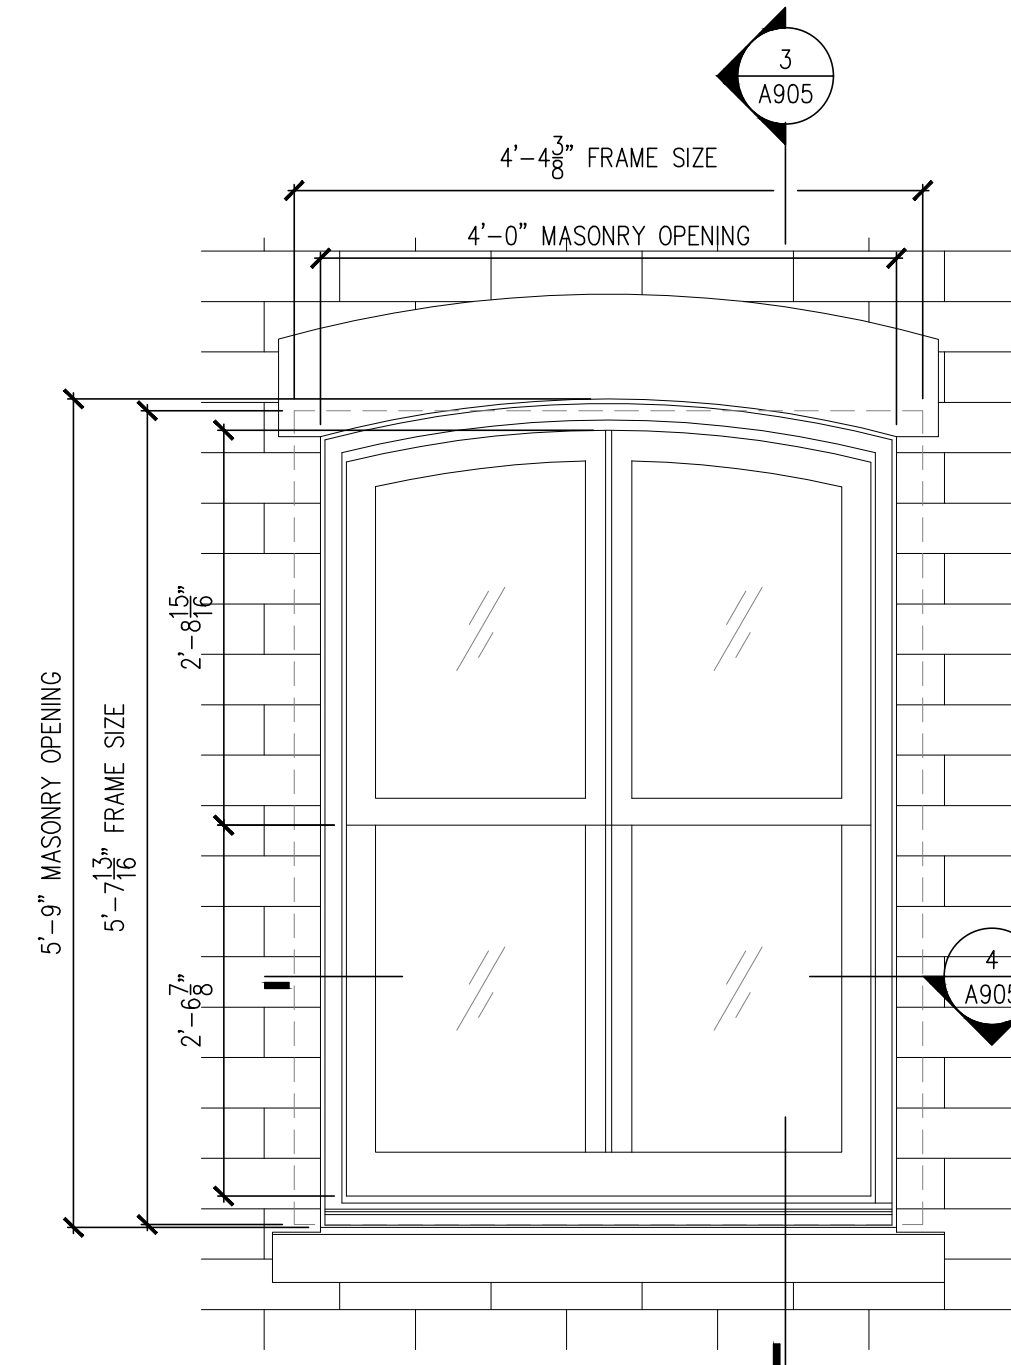 3
A905
4'-4 3/8" FRAME SIZE
4'-0" MASONRY OPENING
2'-8 15/16"
5'-9" MASONRY OPENING
5'-7 13/16" FRAME SIZE
2'-6 7/8"
4
A905